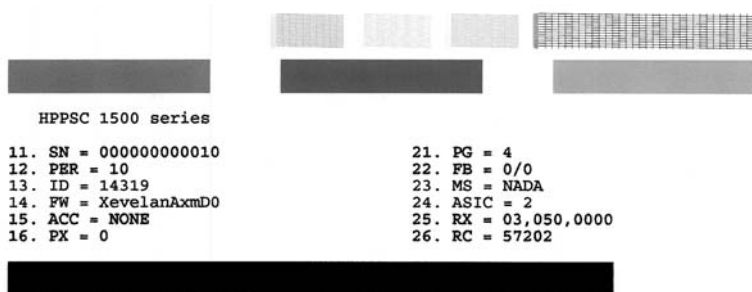 HPPSC 1500 series
11. SN = 000000000010
12. PER = 10
13. ID = 14319
14. FW = XevelanAxmD0
15. ACC = NONE
16. PX = 0
21. PG = 4
22. FB = 0/0
23. MS = NADA
24. ASIC = 2
25. RX = 03,050,0000
26. RC = 57202